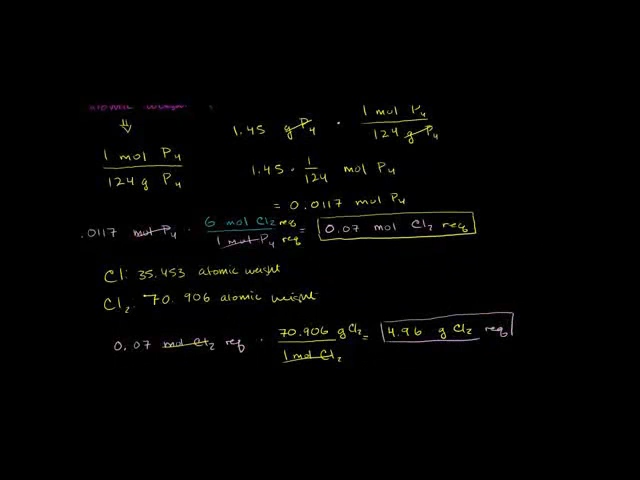 atomic weight
1 mol P4
124 g P4
1.45 g P4 · 1 mol P4
124 g P4
1.45 · 1/124 mol P4
= 0.0117 mol P4
.0117 mol P4 · 6 mol Cl2 req
1 mol P4 req
= 0.07 mol Cl2 req
Cl: 35.453 atomic weight
Cl2: 70.906 atomic weight
0.07 mol Cl2 req · 70.906 g Cl2
1 mol Cl2
= 4.96 g Cl2 req